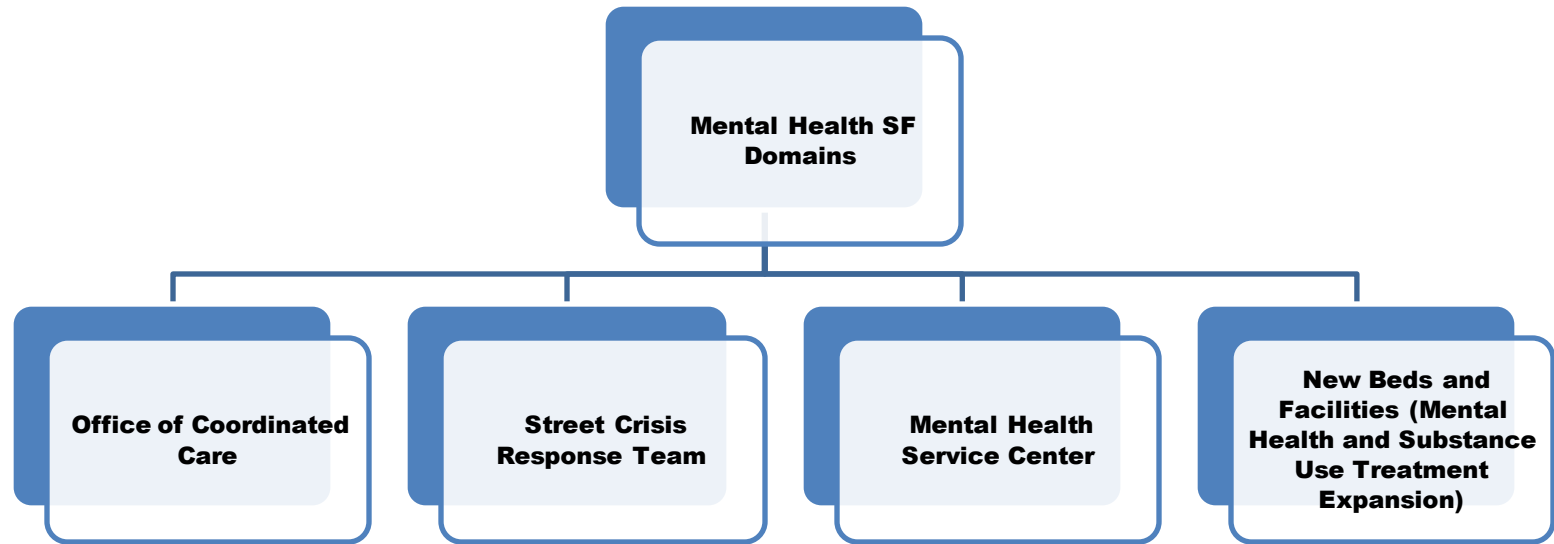 Mental Health SF
Domains
Office of Coordinated
Care
Street Crisis
Response Team
Mental Health
Service Center
New Beds and
Facilities (Mental
Health and Substance
Use Treatment
Expansion)